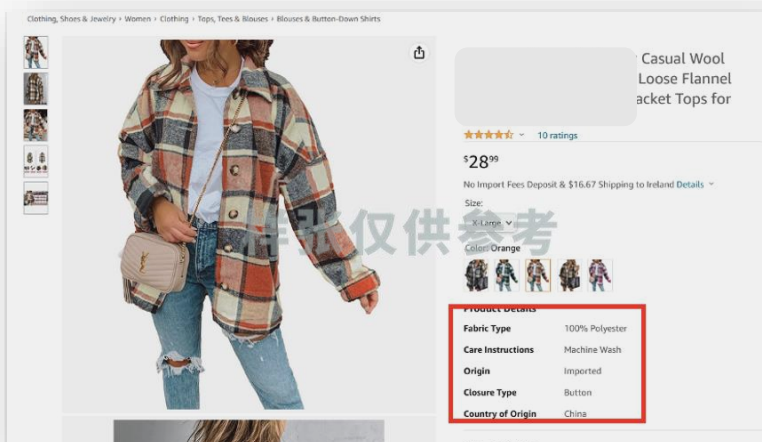 Clothing, Shoes & Jewelry › Women › Clothing › Tops, Tees & Blouses › Blouses & Button-Down Shirts
Casual Wool
Loose Flannel
acket Tops for
10 ratings
$28⁹⁹
No Import Fees Deposit & $16.67 Shipping to Ireland Details
Size:
X-Large
样张仅供参考
Color: Orange
Product Details
Fabric Type 100% Polyester
Care Instructions Machine Wash
Origin Imported
Closure Type Button
Country of Origin China